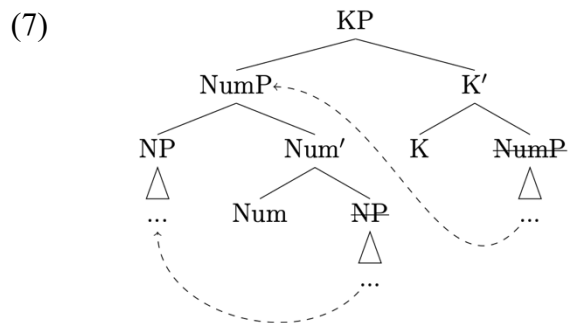 (7)
KP
NumP K′
NP Num′ K NumP
... Num NP ...
...